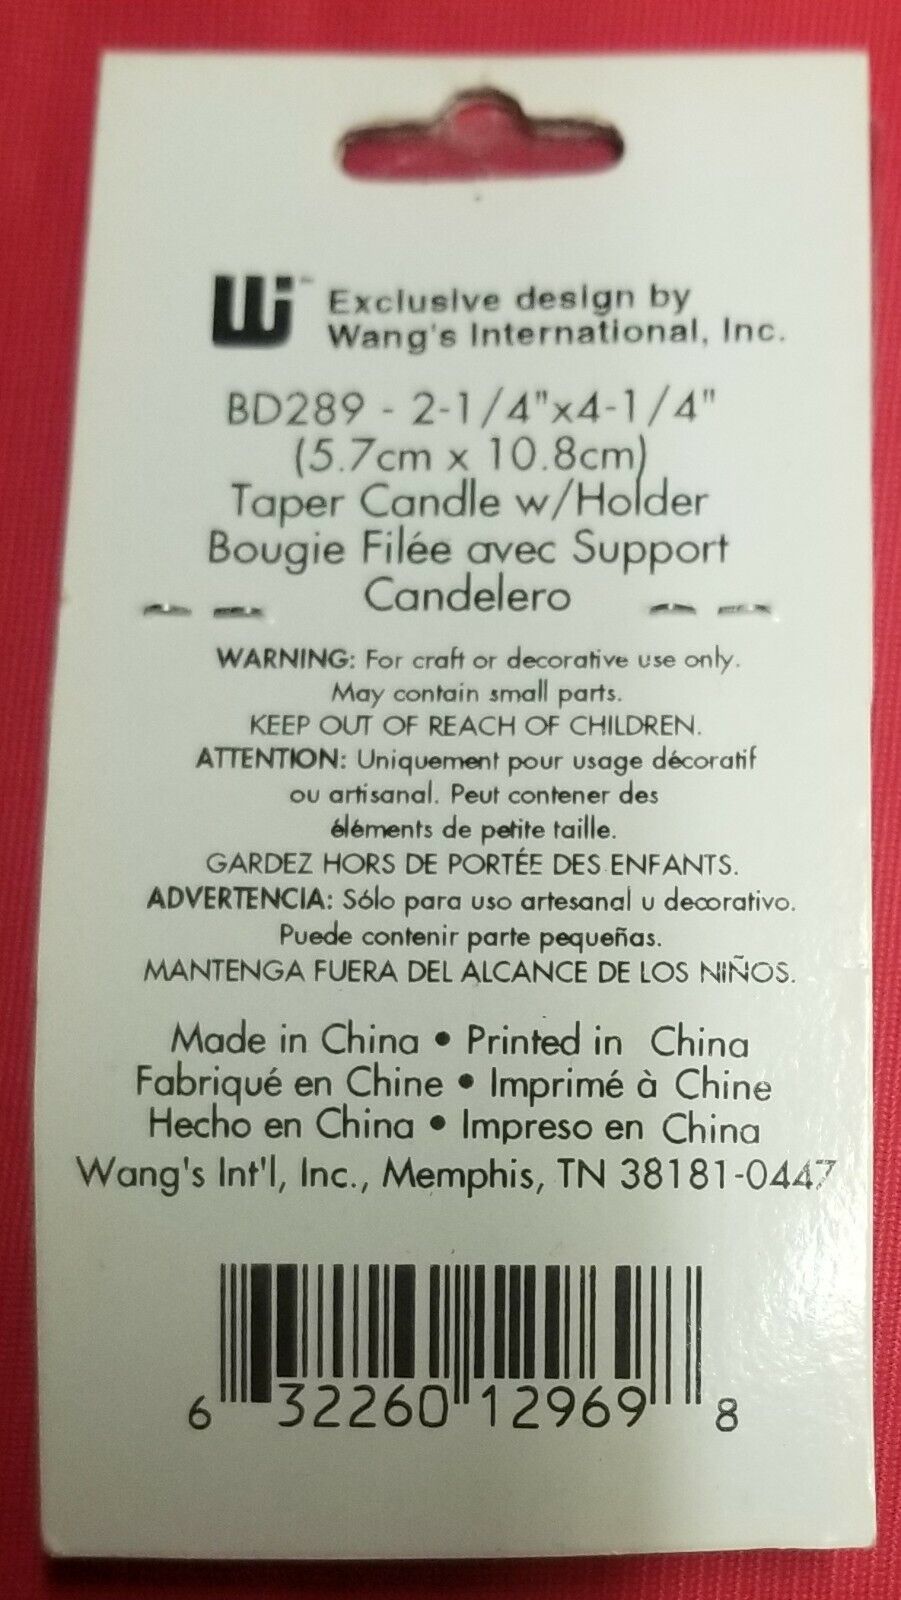 Wi™ Exclusive design by
Wang's International, Inc.
BD289 - 2-1/4"x4-1/4"
(5.7cm x 10.8cm)
Taper Candle w/Holder
Bougie Filée avec Support
Candelero
WARNING: For craft or decorative use only.
May contain small parts.
KEEP OUT OF REACH OF CHILDREN.
ATTENTION: Uniquement pour usage décoratif
ou artisanal. Peut contener des
éléments de petite taille.
GARDEZ HORS DE PORTÉE DES ENFANTS.
ADVERTENCIA: Sólo para uso artesanal u decorativo.
Puede contenir parte pequeñas.
MANTENGA FUERA DEL ALCANCE DE LOS NIÑOS.
Made in China • Printed in China
Fabriqué en Chine • Imprimé à Chine
Hecho en China • Impreso en China
Wang's Int'l, Inc., Memphis, TN 38181-0447
6 32260 12969 8